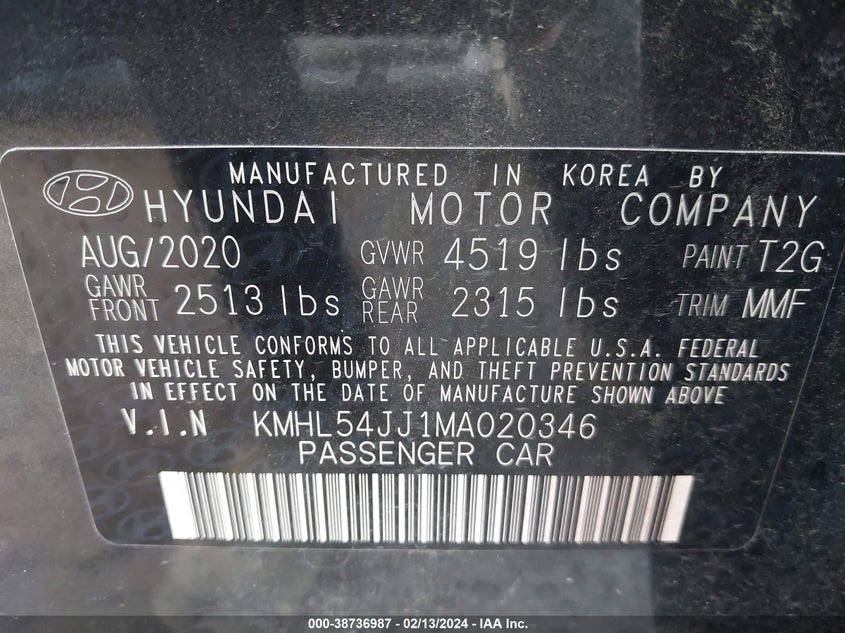 MANUFACTURED IN KOREA BY
HYUNDAI MOTOR COMPANY
AUG/2020 GVWR 4519 lbs PAINT T2G
GAWR FRONT 2513 lbs GAWR REAR 2315 lbs TRIM MMF
THIS VEHICLE CONFORMS TO ALL APPLICABLE U.S.A. FEDERAL
MOTOR VEHICLE SAFETY, BUMPER, AND THEFT PREVENTION STANDARDS
IN EFFECT ON THE DATE OF MANUFACTURE SHOWN ABOVE
V.I.N KMHL54JJ1MA020346
PASSENGER CAR
000-38736987 - 02/13/2024 - IAA Inc.